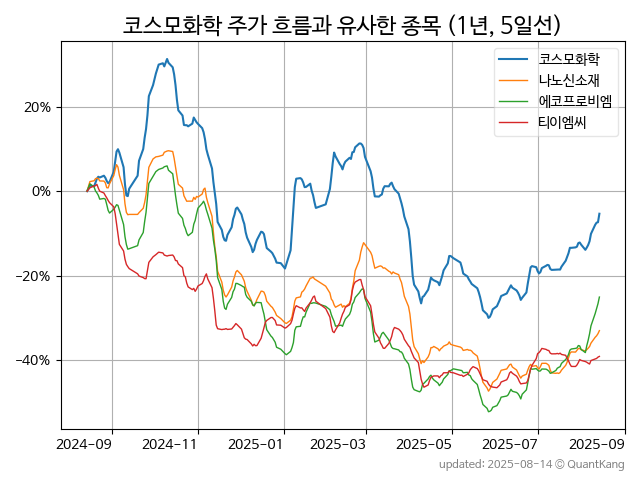 코스모화학 주가 흐름과 유사한 종목 (1년, 5일선)
코스모화학
나노신소재
에코프로비엠
티이엠씨
20%
0%
−20%
−40%
2024-09 2024-11 2025-01 2025-03 2025-05 2025-07 2025-09
updated: 2025-08-14 © QuantKang